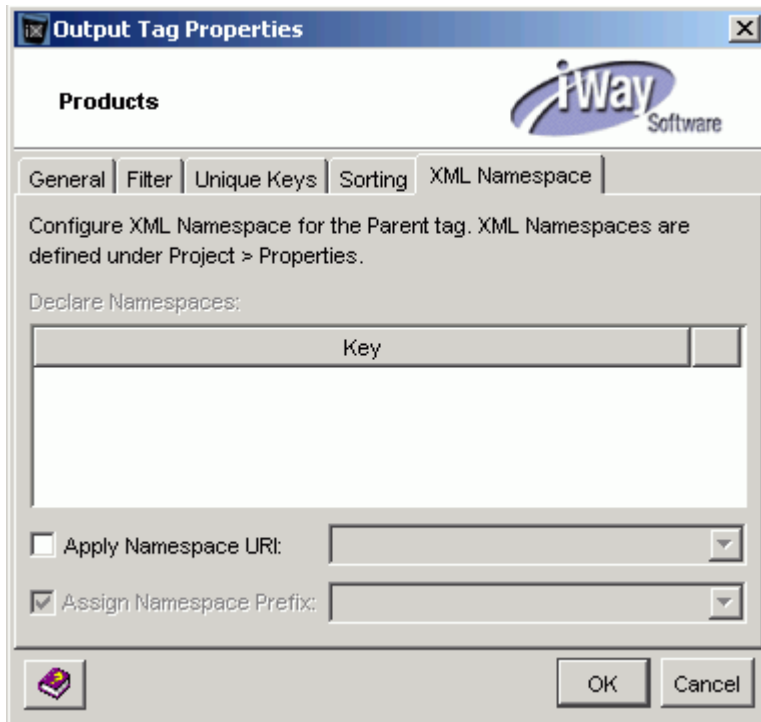 Output Tag Properties
Products
iWay
Software
General Filter Unique Keys Sorting XML Namespace
Configure XML Namespace for the Parent tag. XML Namespaces are
defined under Project > Properties.
Declare Namespaces:
Key
Apply Namespace URI:
Assign Namespace Prefix:
OK Cancel